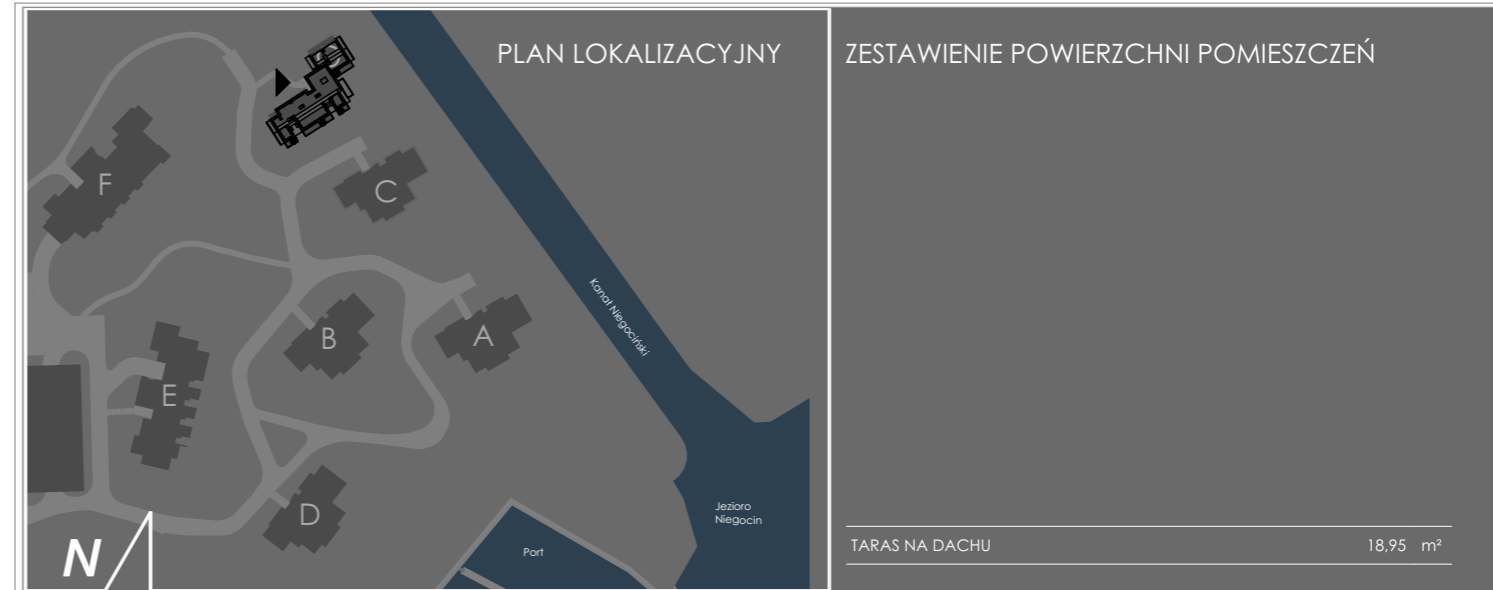 PLAN LOKALIZACYJNY
F
C
Kanał Niegociński
B
A
E
D
Jezioro
Niegocin
Port
N
ZESTAWIENIE POWIERZCHNI POMIESZCZEŃ
TARAS NA DACHU 18,95 m²